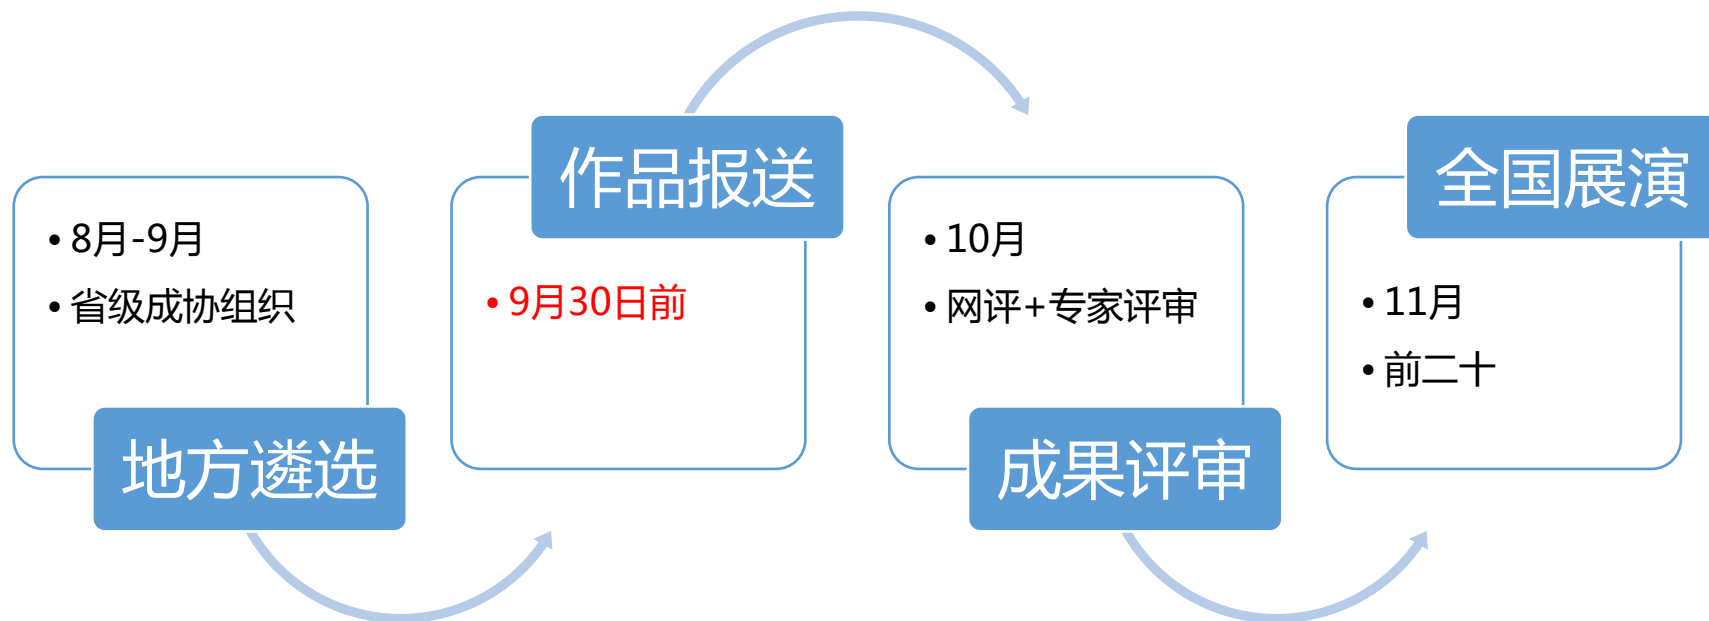 • 8月-9月
• 省级成协组织
地方遴选
作品报送
• 9月30日前
• 10月
• 网评+专家评审
成果评审
全国展演
• 11月
• 前二十